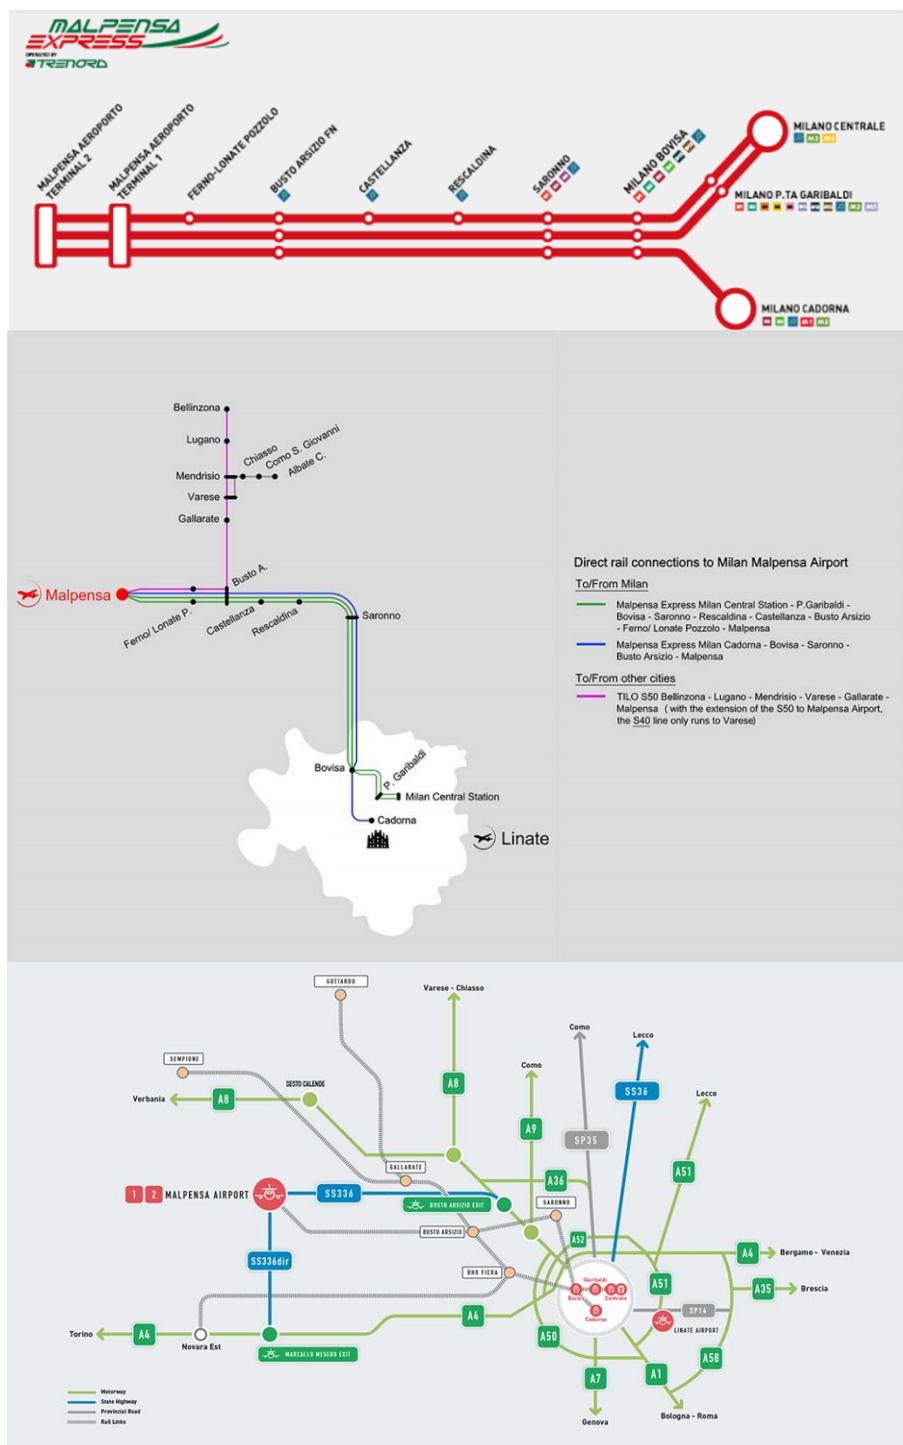 MALPENSA
EXPRESS
OPERATED BY
TRENORD
MALPENSA AEROPORTO
TERMINAL 2
MALPENSA AEROPORTO
TERMINAL 1
FERNO-LONATE POZZOLO
BUSTO ARSIZIO FN
CASTELLANZA
RESCALDINA
SARONNO
MILANO BOVISA
MILANO CENTRALE
MILANO P.TA GARIBALDI
MILANO CADORNA
M1 M2
Bellinzona
Lugano
Chiasso
Como S. Giovanni
Albate C.
Mendrisio
Varese
Gallarate
Malpensa
Busto A.
Ferno/ Lonate P.
Castellanza
Rescaldina
Saronno
Bovisa
P. Garibaldi
Milan Central Station
Cadorna
Linate
Direct rail connections to Milan Malpensa Airport
To/From Milan
Malpensa Express Milan Central Station - P.Garibaldi -
Bovisa - Saronno - Rescaldina - Castellanza - Busto Arsizio
- Ferno/ Lonate Pozzolo - Malpensa
Malpensa Express Milan Cadorna - Bovisa - Saronno -
Busto Arsizio - Malpensa
To/From other cities
TILO S50 Bellinzona - Lugano - Mendrisio - Varese - Gallarate -
Malpensa ( with the extension of the S50 to Malpensa Airport,
the S40 line only runs to Varese)
GOTTARDO
Varese - Chiasso
Como
Lecco
SEMPIONE
SESTO CALENDE
Como
Lecco
Verbania
A8
A8
SS36
A9
SP35
A51
GALLARATE
A36
1 2 MALPENSA AIRPORT
SS336
BUSTO ARSIZIO EXIT
SARONNO
BUSTO ARSIZIO
A52
A4
Bergamo - Venezia
SS336dir
RHO FIERA
Garibaldi
Bovisa
Centrale
Cadorna
A51
A35
Brescia
A4
SP14
LINATE AIRPORT
Torino
A4
Novara Est
A50
MARCALLO MESERO EXIT
A58
A7
A1
Genova
Bologna - Roma
Motorway
State Highway
Provincial Road
Rail Links